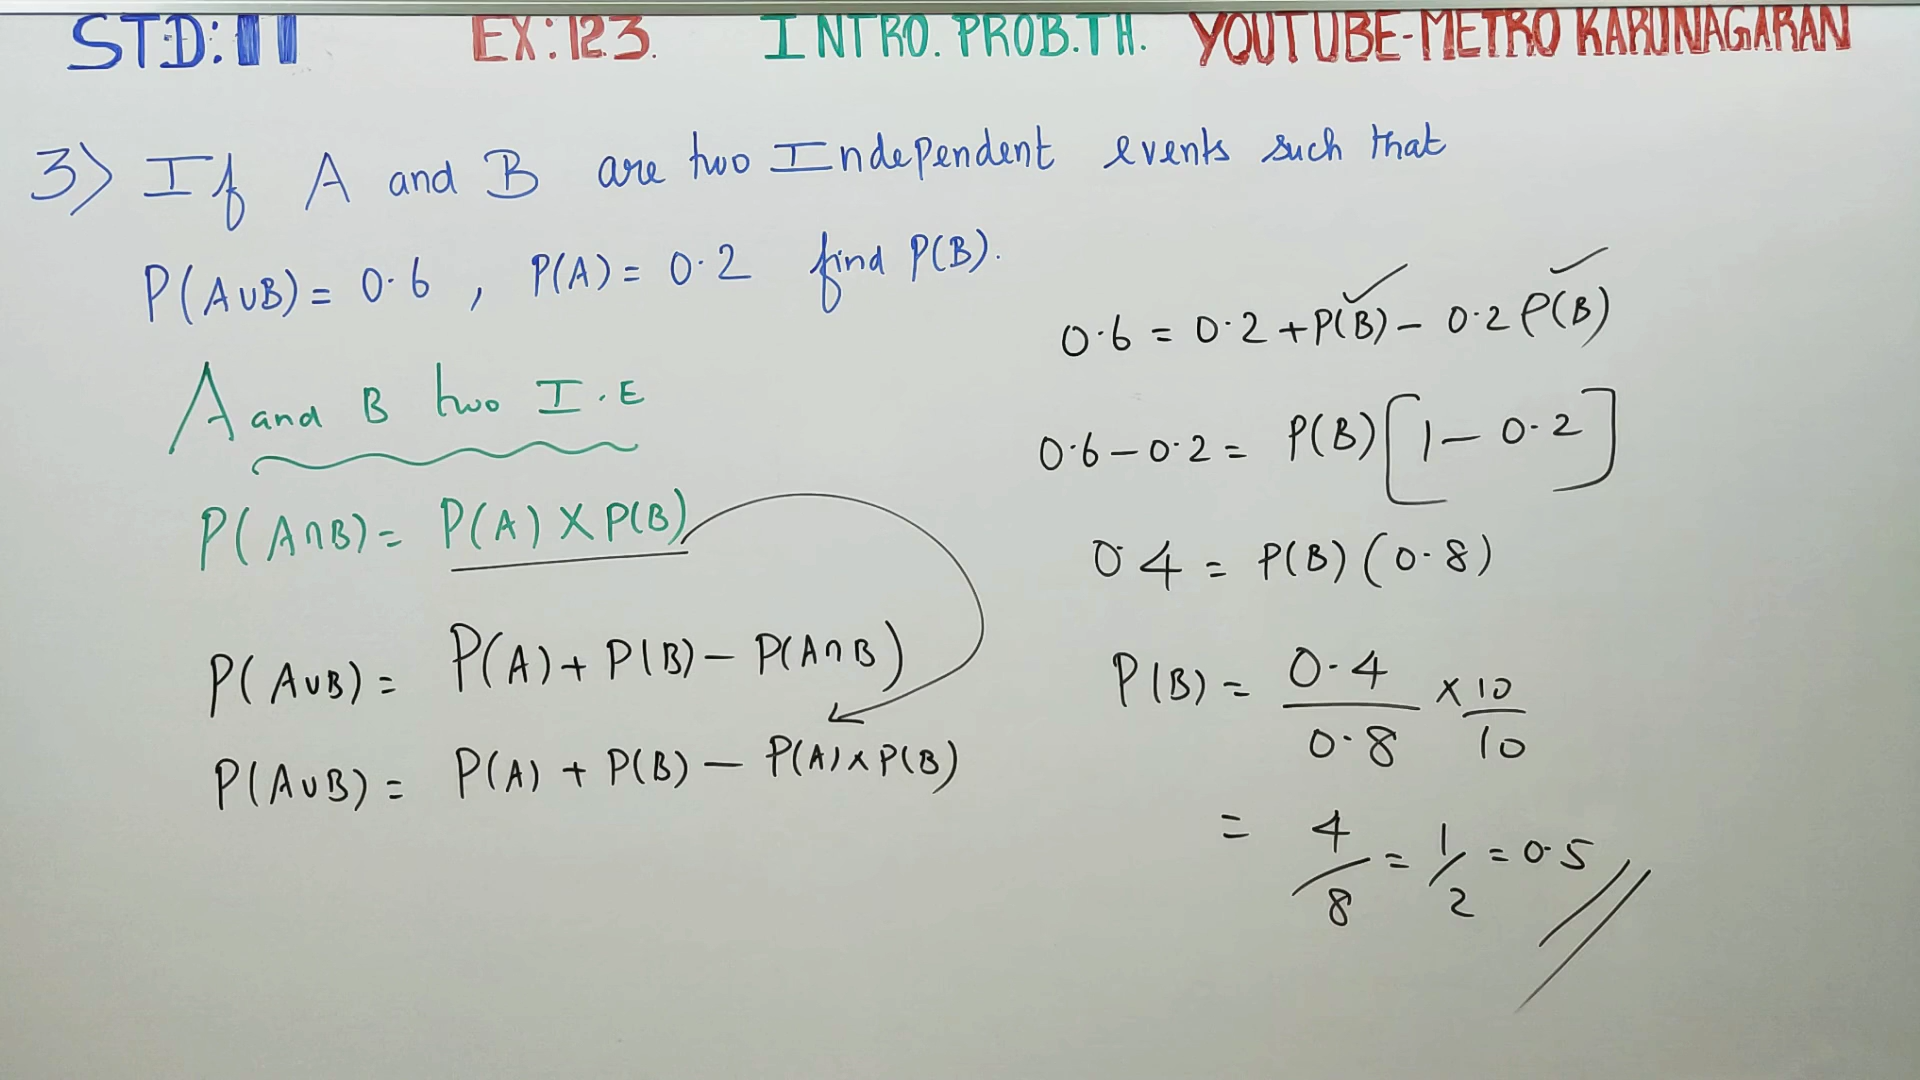 STD: 11 EX: 12.3. INTRO. PROB.TH. YOUTUBE-METRO KARUNAGARAN
3) If A and B are two Independent events such that
P(A∪B) = 0.6 , P(A) = 0.2 find P(B).
A and B two I.E
P(A∩B) = P(A) X P(B)
P(A∪B) = P(A) + P(B) - P(A∩B)
P(A∪B) = P(A) + P(B) - P(A) x P(B)
0.6 = 0.2 + P(B) - 0.2 P(B)
0.6 - 0.2 = P(B) [1 - 0.2]
0.4 = P(B) (0.8)
P(B) = 0.4/0.8 x 10/10
= 4/8 = 1/2 = 0.5